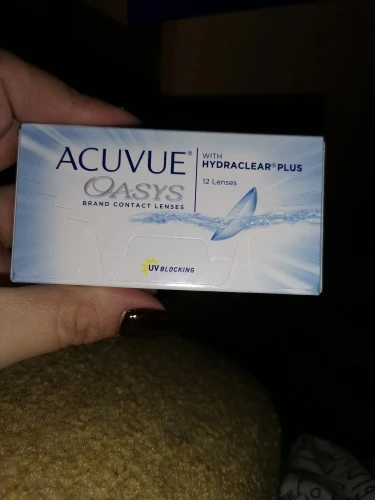 ACUVUE®
OASYS
BRAND CONTACT LENSES
WITH
HYDRACLEAR® PLUS
12 Lenses
UV BLOCKING